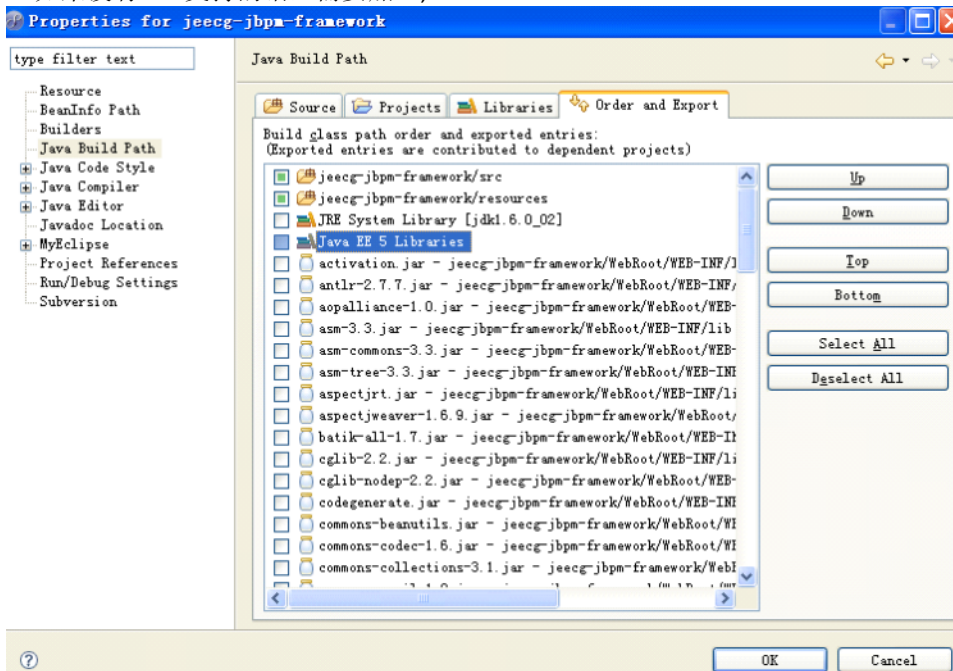 Properties for jeecg-jbpm-framework
type filter text
Java Build Path
Resource
BeanInfo Path
Builders
Java Build Path
Java Code Style
Java Compiler
Java Editor
Javadoc Location
MyEclipse
Project References
Run/Debug Settings
Subversion
Source Projects Libraries Order and Export
Build class path order and exported entries:
(Exported entries are contributed to dependent projects)
jeecg-jbpm-framework/src
jeecg-jbpm-framework/resources
JRE System Library [jdk1.6.0_02]
Java EE 5 Libraries
activation.jar - jeecg-jbpm-framework/WebRoot/WEB-INF/
antlr-2.7.7.jar - jeecg-jbpm-framework/WebRoot/WEB-INF/
aopalliance-1.0.jar - jeecg-jbpm-framework/WebRoot/WEB-
asm-3.3.jar - jeecg-jbpm-framework/WebRoot/WEB-INF/lib
asm-commons-3.3.jar - jeecg-jbpm-framework/WebRoot/WEB-
asm-tree-3.3.jar - jeecg-jbpm-framework/WebRoot/WEB-INF
aspectjrt.jar - jeecg-jbpm-framework/WebRoot/WEB-INF/li
aspectjweaver-1.6.9.jar - jeecg-jbpm-framework/WebRoot/
batik-all-1.7.jar - jeecg-jbpm-framework/WebRoot/WEB-IN
cglib-2.2.jar - jeecg-jbpm-framework/WebRoot/WEB-INF/li
cglib-nodep-2.2.jar - jeecg-jbpm-framework/WebRoot/WEB-
codegenerate.jar - jeecg-jbpm-framework/WebRoot/WEB-INF
commons-beanutils.jar - jeecg-jbpm-framework/WebRoot/WE
commons-codec-1.6.jar - jeecg-jbpm-framework/WebRoot/WE
commons-collections-3.1.jar - jeecg-jbpm-framework/WebR
Up
Down
Top
Bottom
Select All
Deselect All
OK Cancel